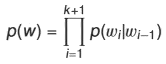 p(w) = ∏_{i=1}^{k+1} p(w_i|w_{i−1})